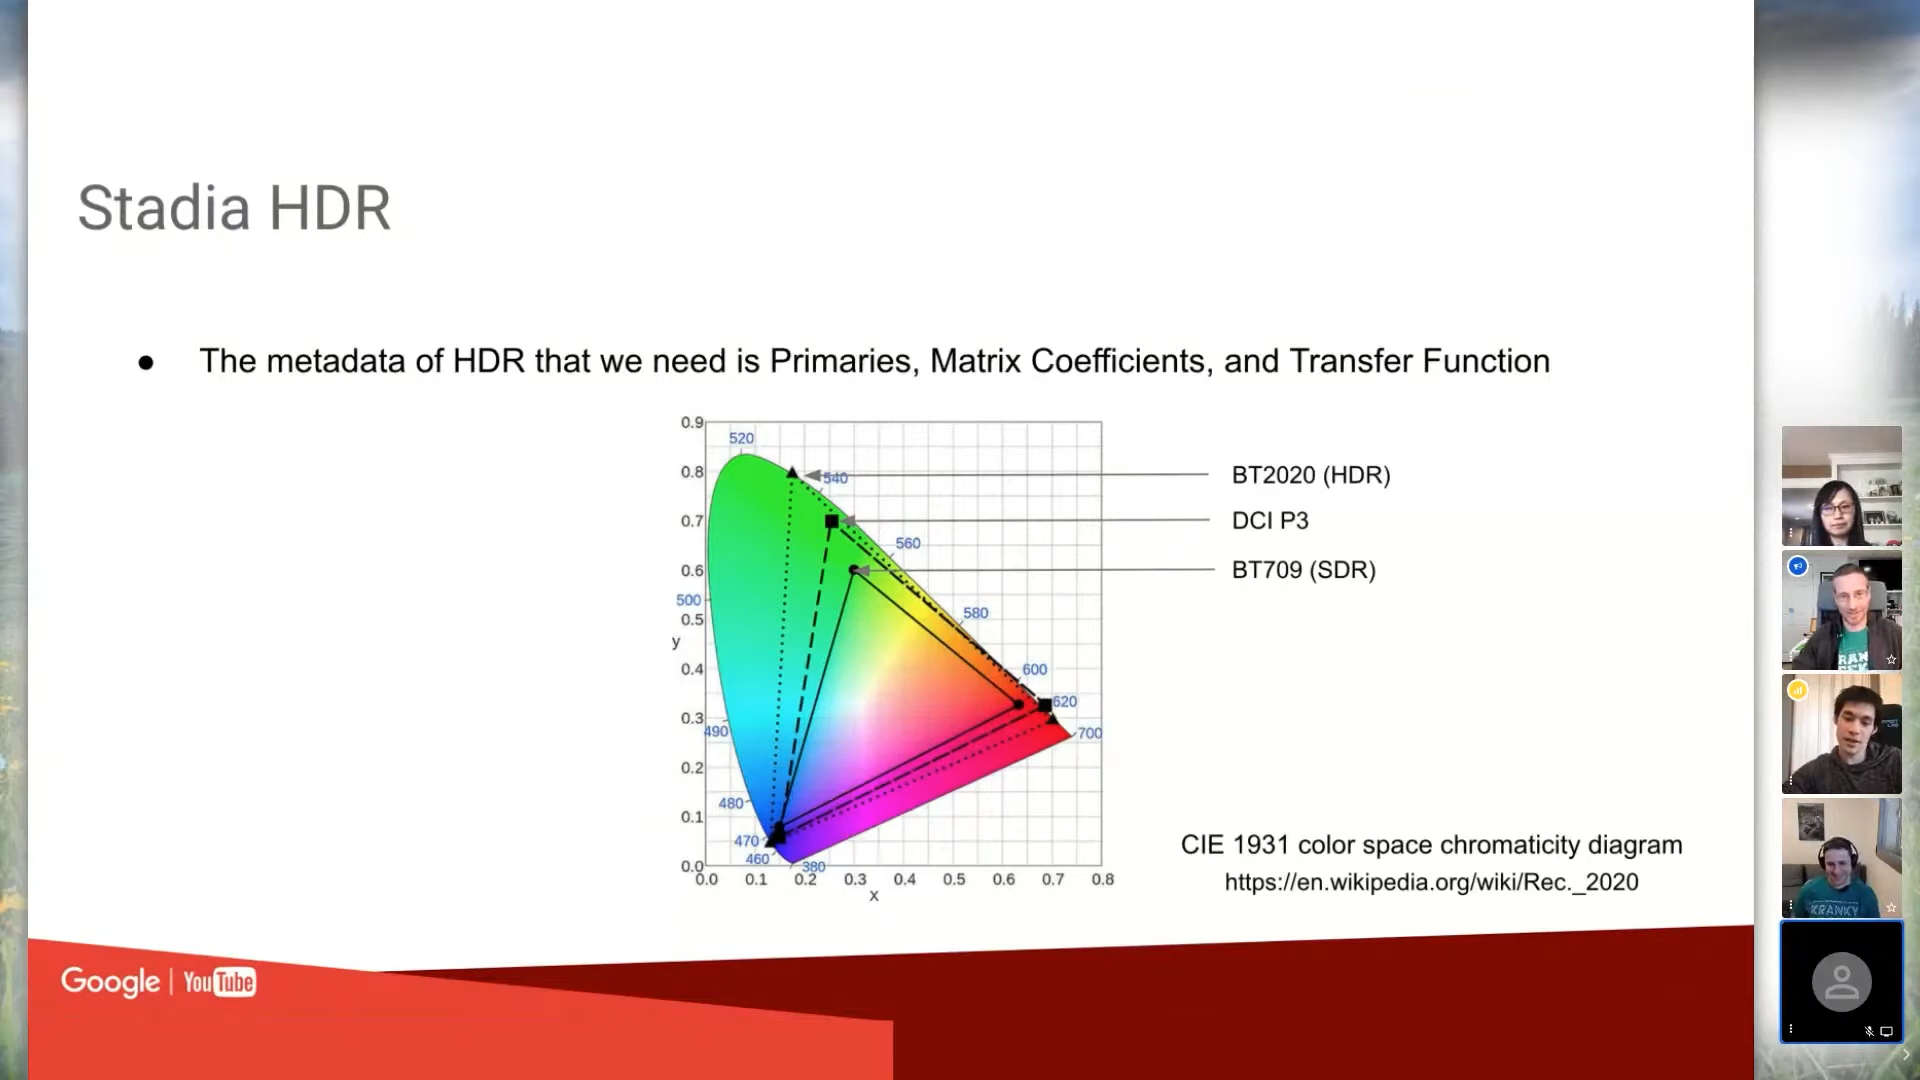 Stadia HDR
● The metadata of HDR that we need is Primaries, Matrix Coefficients, and Transfer Function
0.9
520
0.8
540
BT2020 (HDR)
0.7
DCI P3
560
0.6
BT709 (SDR)
500
0.5
580
y
0.4
600
620
0.3
490
700
0.2
480
0.1
470
460
380
0.0
0.0 0.1 0.2 0.3 0.4 0.5 0.6 0.7 0.8
x
CIE 1931 color space chromaticity diagram
https://en.wikipedia.org/wiki/Rec._2020
Google | YouTube
KRANKY